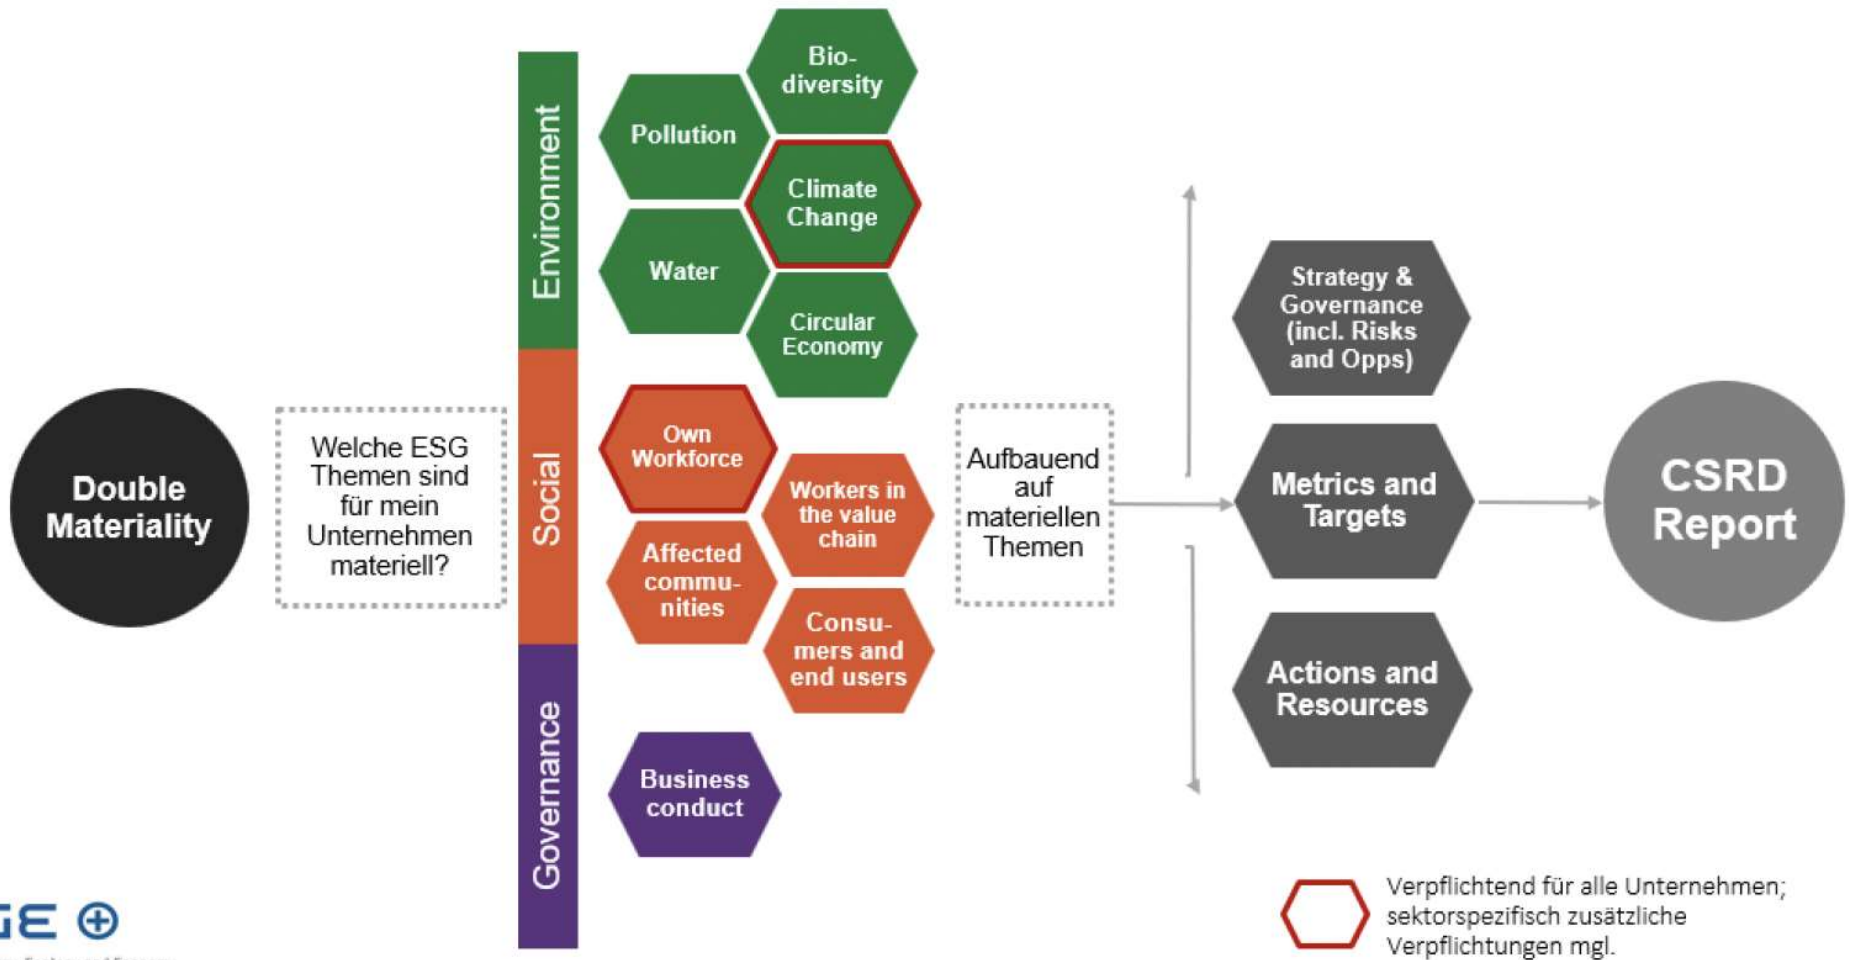 Double
Materiality
Welche ESG
Themen sind
für mein
Unternehmen
materiell?
Environment
Social
Governance
Bio-
diversity
Pollution
Climate
Change
Water
Circular
Economy
Own
Workforce
Workers in
the value
chain
Affected
commu-
nities
Consu-
mers and
end users
Business
conduct
Aufbauend
auf
materiellen
Themen
Strategy &
Governance
(incl. Risks
and Opps)
Metrics and
Targets
Actions and
Resources
CSRD
Report
Verpflichtend für alle Unternehmen;
sektorspezifisch zusätzliche
Verpflichtungen mgl.